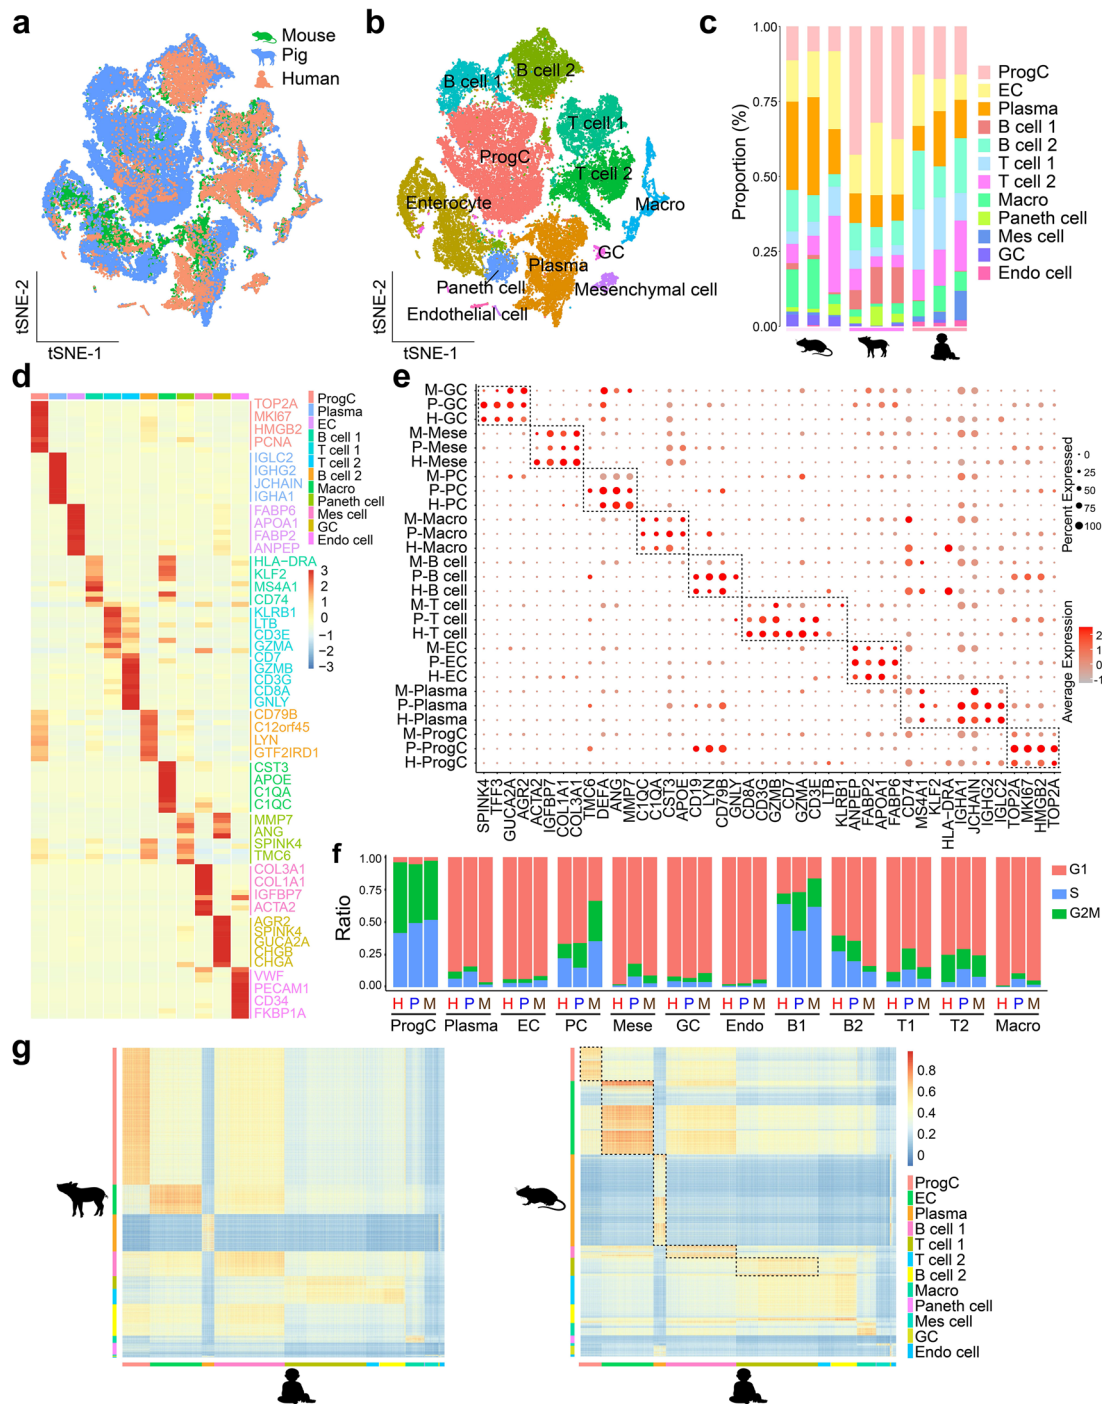 a
Mouse
Pig
Human
tSNE-2
tSNE-1
b
B cell 1
B cell 2
T cell 1
ProgC
T cell 2
Enterocyte
Macro
GC
Plasma
Paneth cell
Mesenchymal cell
Endothelial cell
tSNE-2
tSNE-1
c
Proportion (%)
1.00
0.75
0.50
0.25
0.00
ProgC
EC
Plasma
B cell 1
B cell 2
T cell 1
T cell 2
Macro
Paneth cell
Mes cell
GC
Endo cell
d
TOP2A
MKI67
HMGB2
PCNA
IGLC2
IGHG2
JCHAIN
IGHA1
FABP6
APOA1
FABP2
ANPEP
HLA-DRA
KLF2
MS4A1
CD74
KLRB1
LTB
CD3E
GZMA
CD7
GZMB
CD3G
CD8A
GNLY
CD79B
C12orf45
LYN
GTF2IRD1
CST3
APOE
C1QA
C1QC
MMP7
ANG
SPINK4
TMC6
COL3A1
COL1A1
IGFBP7
ACTA2
AGR2
SPINK4
GUCA2A
CHGB
CHGA
VWF
PECAM1
CD34
FKBP1A
ProgC
Plasma
EC
B cell 1
T cell 1
T cell 2
B cell 2
Macro
Paneth cell
Mes cell
GC
Endo cell
3
2
1
0
−1
−2
−3
e
M-GC
P-GC
H-GC
M-Mese
P-Mese
H-Mese
M-PC
P-PC
H-PC
M-Macro
P-Macro
H-Macro
M-B cell
P-B cell
H-B cell
M-T cell
P-T cell
H-T cell
M-EC
P-EC
H-EC
M-Plasma
P-Plasma
H-Plasma
M-ProgC
P-ProgC
H-ProgC
SPINK4
TFF3
GUCA2A
AGR2
ACTA2
IGFBP7
COL1A1
COL3A1
TMC6
DEFA
ANG
MMP7
C1QC
C1QA
CST3
APOE
CD19
LYN
CD79B
GNLY
CD8A
CD3G
GZMB
CD7
GZMA
CD3E
LTB
KLRB1
ANPEP
FABP2
APOA1
FABP6
CD74
MS4A1
KLF2
HLA-DRA
IGHA1
JCHAIN
IGHG2
IGLC2
TOP2A
MKI67
HMGB2
TOP2A
Percent Expressed
0
25
50
75
100
Average Expression
2
1
0
-1
f
Ratio
1.00
0.75
0.50
0.25
0.00
H P M H P M H P M H P M H P M H P M H P M H P M H P M H P M H P M H P M
ProgC Plasma EC PC Mese GC Endo B1 B2 T1 T2 Macro
G1
S
G2M
g
0.8
0.6
0.4
0.2
0
ProgC
EC
Plasma
B cell 1
T cell 1
T cell 2
B cell 2
Macro
Paneth cell
Mes cell
GC
Endo cell